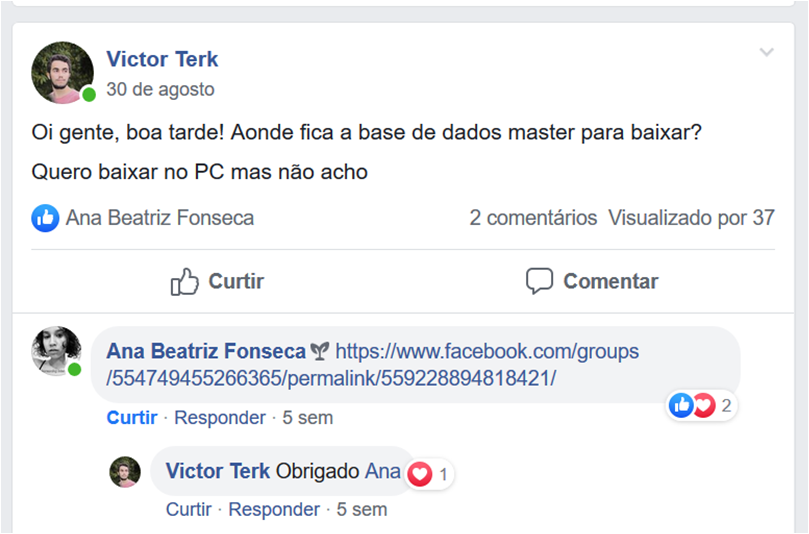 Victor Terk
30 de agosto
Oi gente, boa tarde! Aonde fica a base de dados master para baixar?
Quero baixar no PC mas não acho
Ana Beatriz Fonseca 2 comentários Visualizado por 37
Curtir Comentar
Ana Beatriz Fonseca https://www.facebook.com/groups
/554749455266365/permalink/559228894818421/
2
Curtir · Responder · 5 sem
Victor Terk Obrigado Ana 1
Curtir · Responder · 5 sem